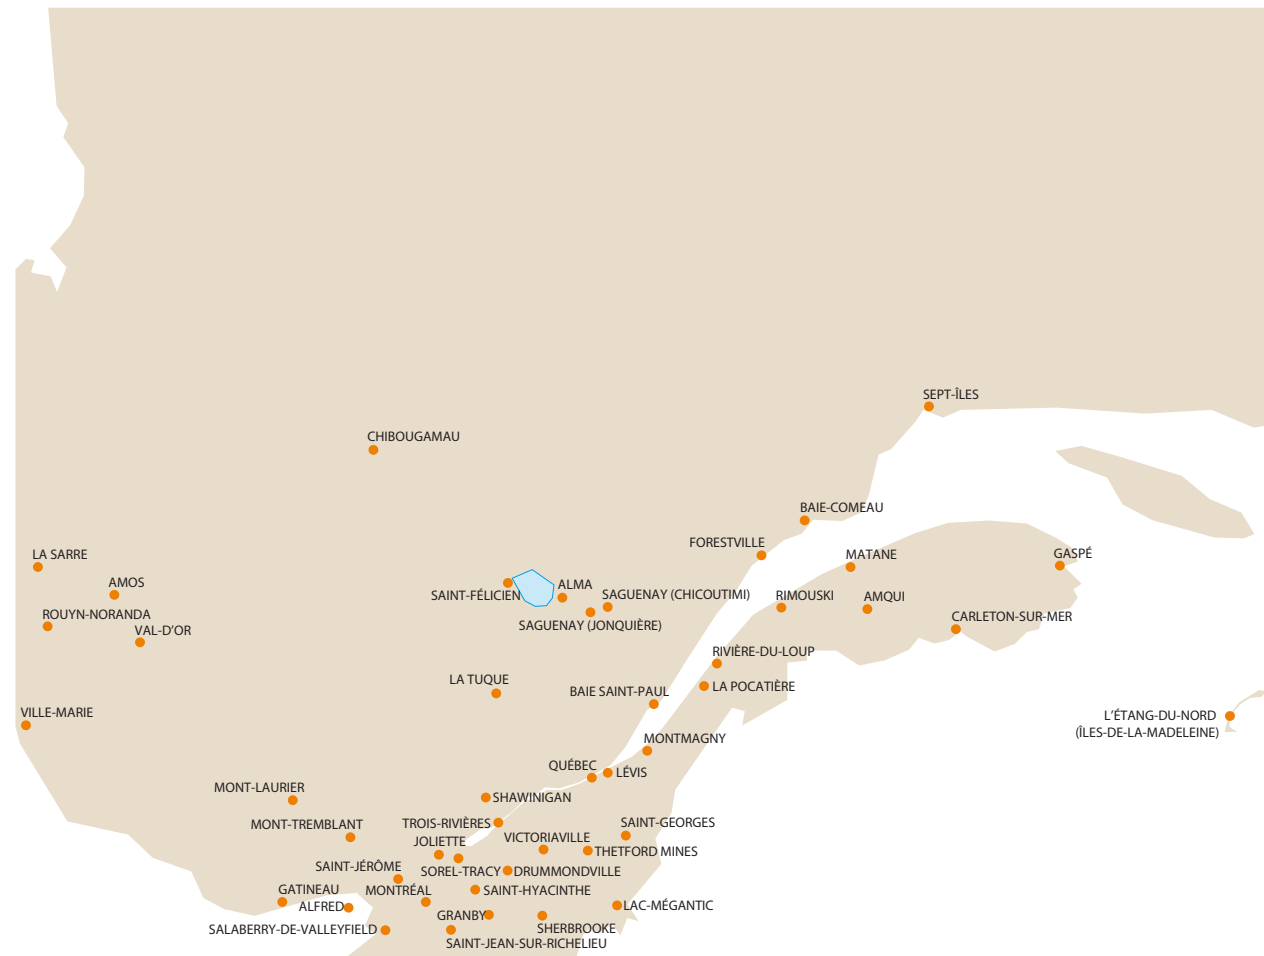 SEPT-ÎLES
CHIBOUGAMAU
BAIE-COMEAU
FORESTVILLE
LA SARRE
MATANE
GASPÉ
AMOS
ALMA
SAINT-FÉLICIEN
SAGUENAY (CHICOUTIMI)
RIMOUSKI
AMQUI
ROUYN-NORANDA
CARLETON-SUR-MER
SAGUENAY (JONQUIÈRE)
VAL-D’OR
RIVIÈRE-DU-LOUP
LA TUQUE
LA POCATIÈRE
BAIE SAINT-PAUL
VILLE-MARIE
L’ÉTANG-DU-NORD
(ÎLES-DE-LA-MADELEINE)
MONTMAGNY
QUÉBEC
LÉVIS
MONT-LAURIER
SHAWINIGAN
TROIS-RIVIÈRES
SAINT-GEORGES
MONT-TREMBLANT
VICTORIAVILLE
JOLIETTE
THETFORD MINES
SAINT-JÉRÔME
SOREL-TRACY
DRUMMONDVILLE
GATINEAU
MONTRÉAL
SAINT-HYACINTHE
ALFRED
LAC-MÉGANTIC
GRANBY
SALABERRY-DE-VALLEYFIELD
SHERBROOKE
SAINT-JEAN-SUR-RICHELIEU